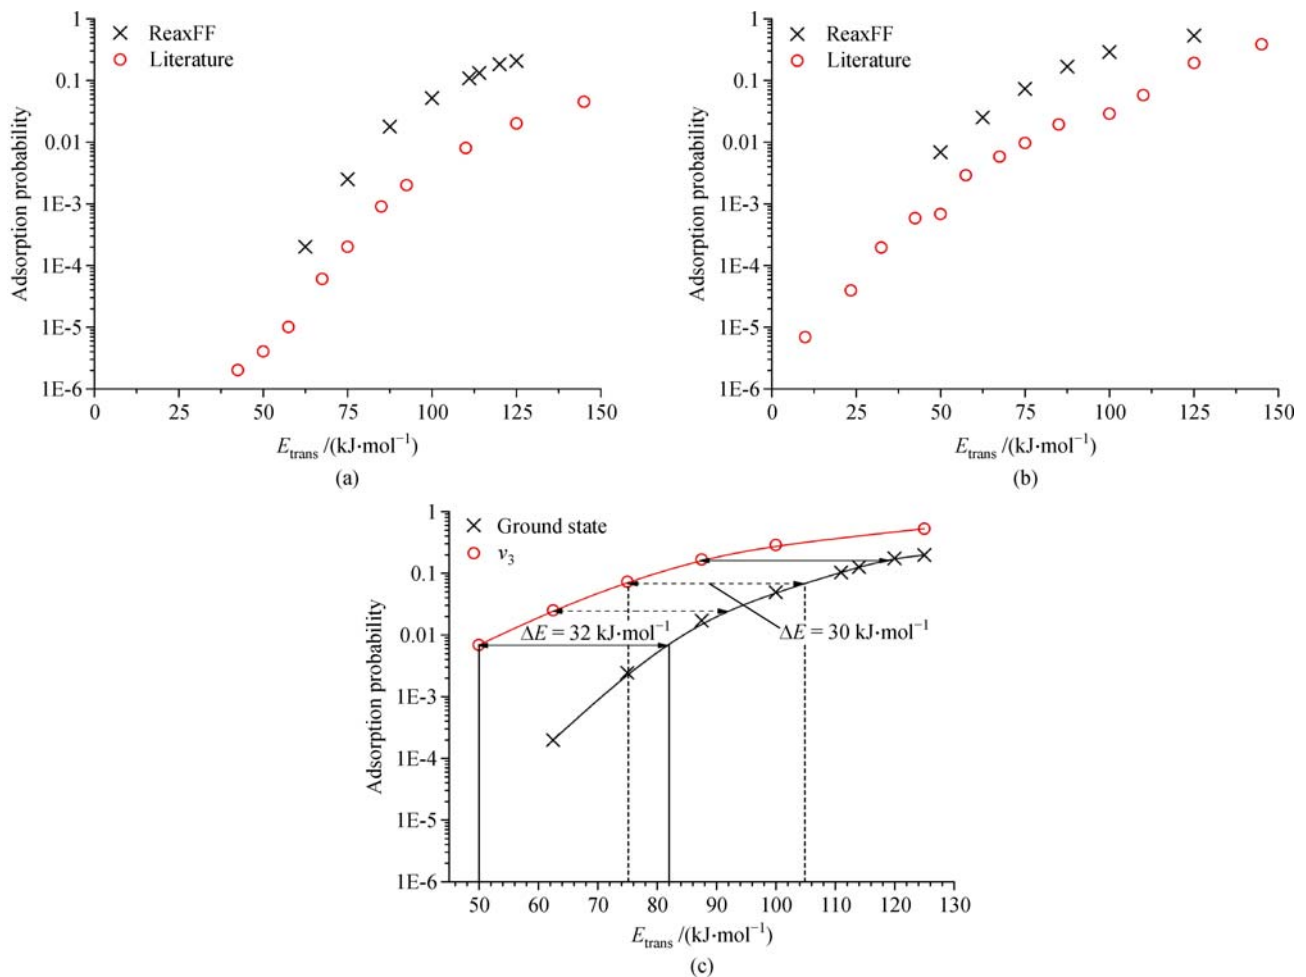 ReaxFF
Literature
1
0.1
0.01
1E-3
1E-4
1E-5
1E-6
Adsorption probability
0 25 50 75 100 125 150
E_trans /(kJ·mol⁻¹)
(a)
ReaxFF
Literature
1
0.1
0.01
1E-3
1E-4
1E-5
1E-6
Adsorption probability
0 25 50 75 100 125 150
E_trans /(kJ·mol⁻¹)
(b)
Ground state
v₃
1
0.1
0.01
1E-3
1E-4
1E-5
1E-6
Adsorption probability
ΔE = 32 kJ·mol⁻¹
ΔE = 30 kJ·mol⁻¹
50 60 70 80 90 100 110 120 130
E_trans /(kJ·mol⁻¹)
(c)